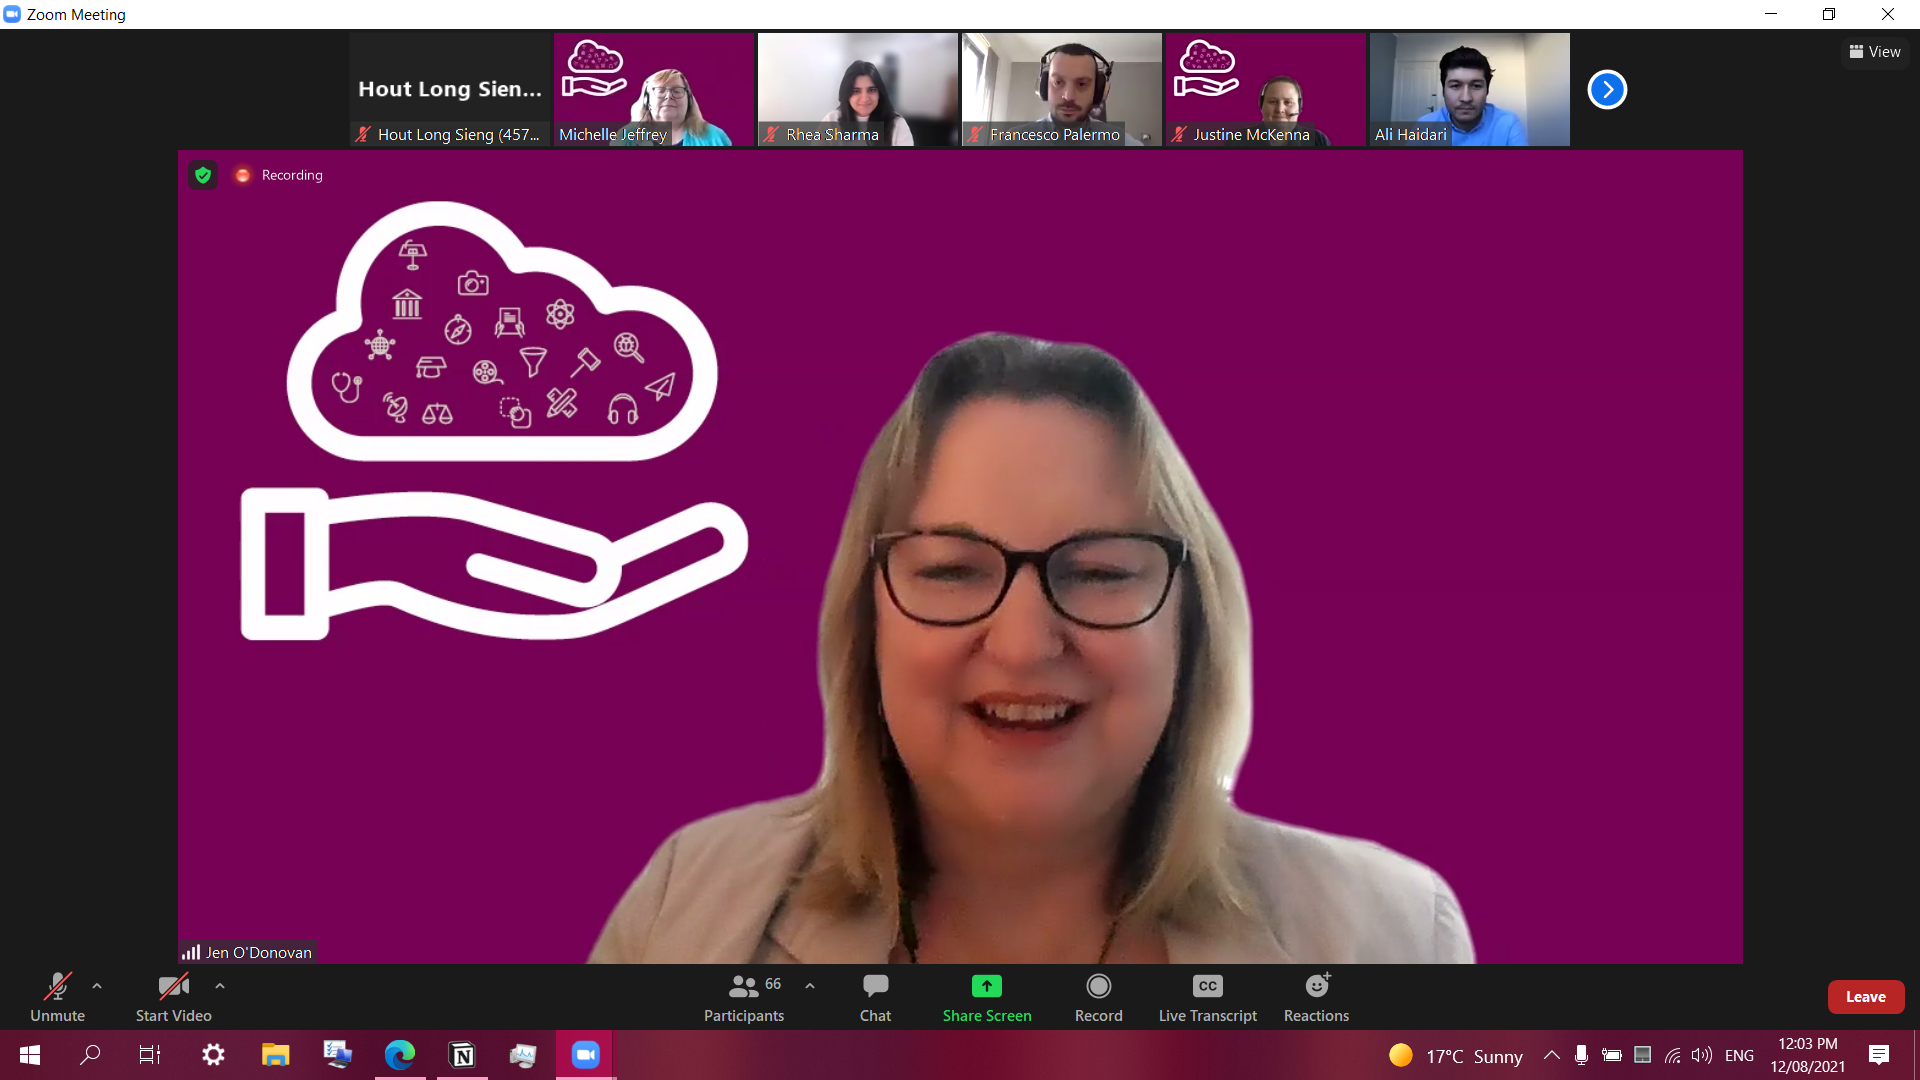 Zoom Meeting
View
Hout Long Sien...
Hout Long Sieng (457...
Michelle Jeffrey
Rhea Sharma
Francesco Palermo
Justine McKenna
Ali Haidari
Recording
Jen O'Donovan
66
CC
Unmute
Start Video
Participants
Chat
Share Screen
Record
Live Transcript
Reactions
Leave
N
17°C Sunny
ENG
12:03 PM
12/08/2021